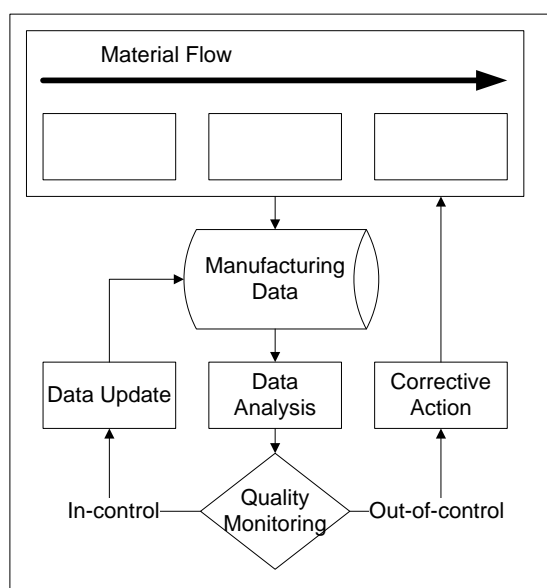 Material Flow
Manufacturing
Data
Data Update
Data
Analysis
Corrective
Action
In-control
Quality
Monitoring
Out-of-control